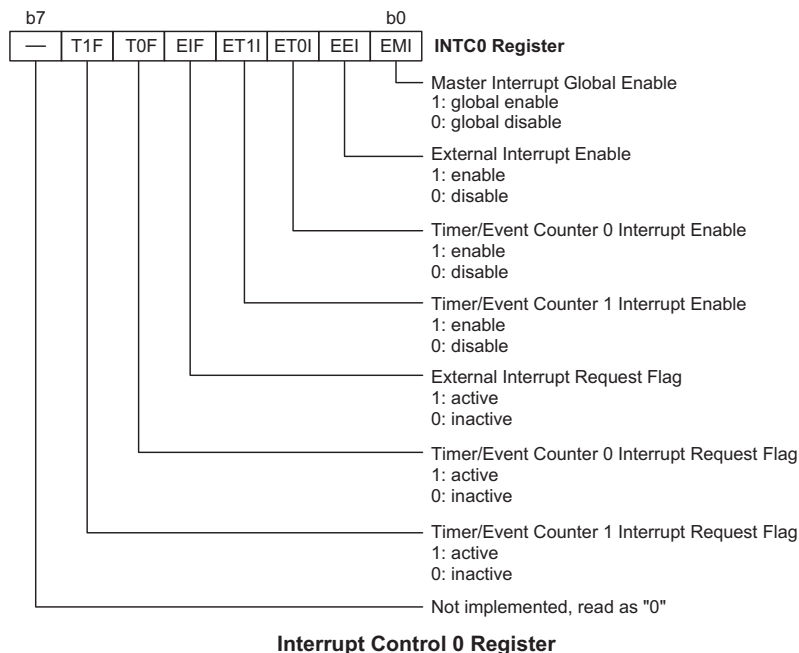 b7 b0
— T1F T0F EIF ET1I ET0I EEI EMI INTC0 Register
Master Interrupt Global Enable
1: global enable
0: global disable
External Interrupt Enable
1: enable
0: disable
Timer/Event Counter 0 Interrupt Enable
1: enable
0: disable
Timer/Event Counter 1 Interrupt Enable
1: enable
0: disable
External Interrupt Request Flag
1: active
0: inactive
Timer/Event Counter 0 Interrupt Request Flag
1: active
0: inactive
Timer/Event Counter 1 Interrupt Request Flag
1: active
0: inactive
Not implemented, read as "0"
Interrupt Control 0 Register